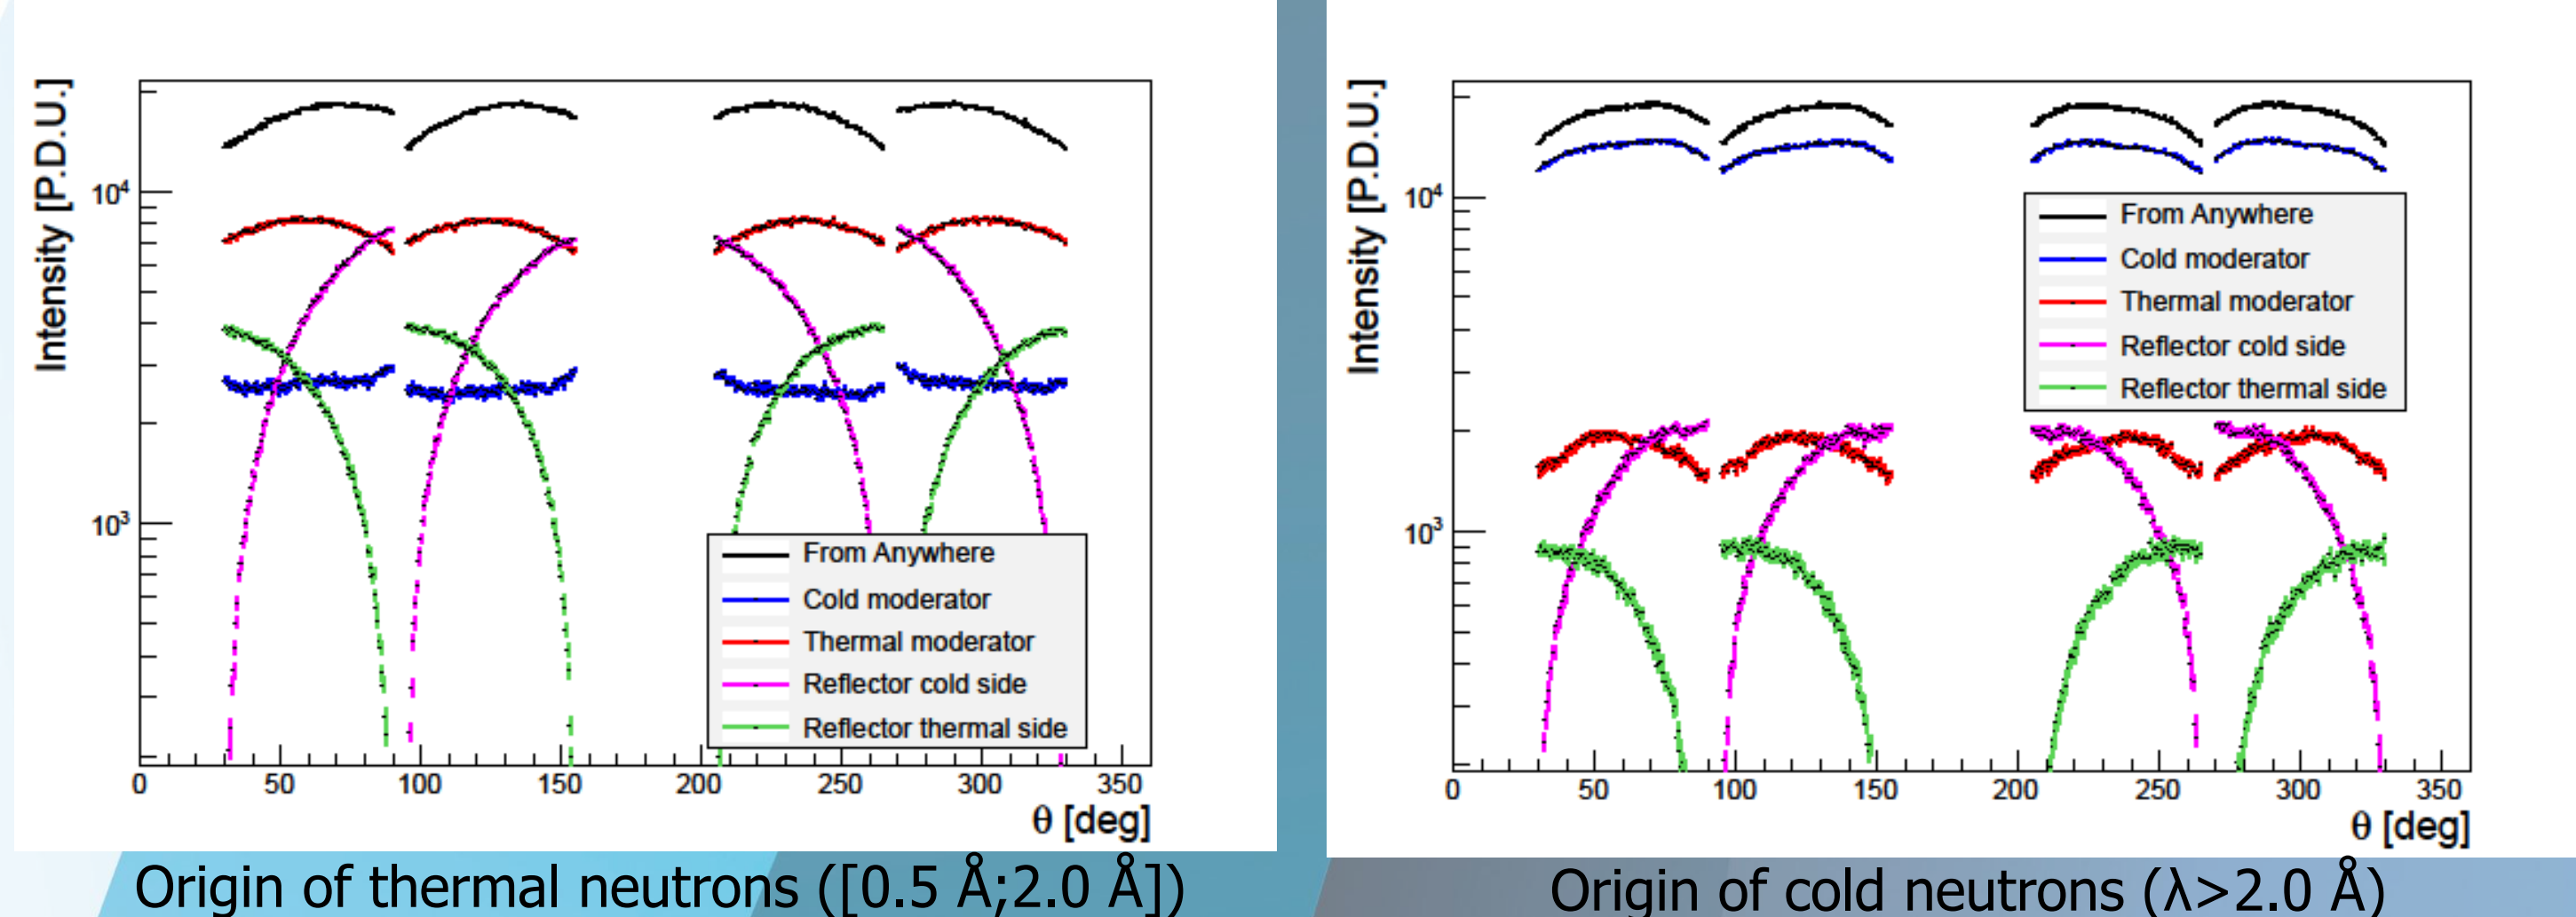 Intensity [P.D.U.]
10⁴
10³
From Anywhere
Cold moderator
Thermal moderator
Reflector cold side
Reflector thermal side
0 50 100 150 200 250 300 350
θ [deg]
Origin of thermal neutrons ([0.5 Å;2.0 Å])
Intensity [P.D.U.]
10⁴
10³
From Anywhere
Cold moderator
Thermal moderator
Reflector cold side
Reflector thermal side
0 50 100 150 200 250 300 350
θ [deg]
Origin of cold neutrons (λ>2.0 Å)